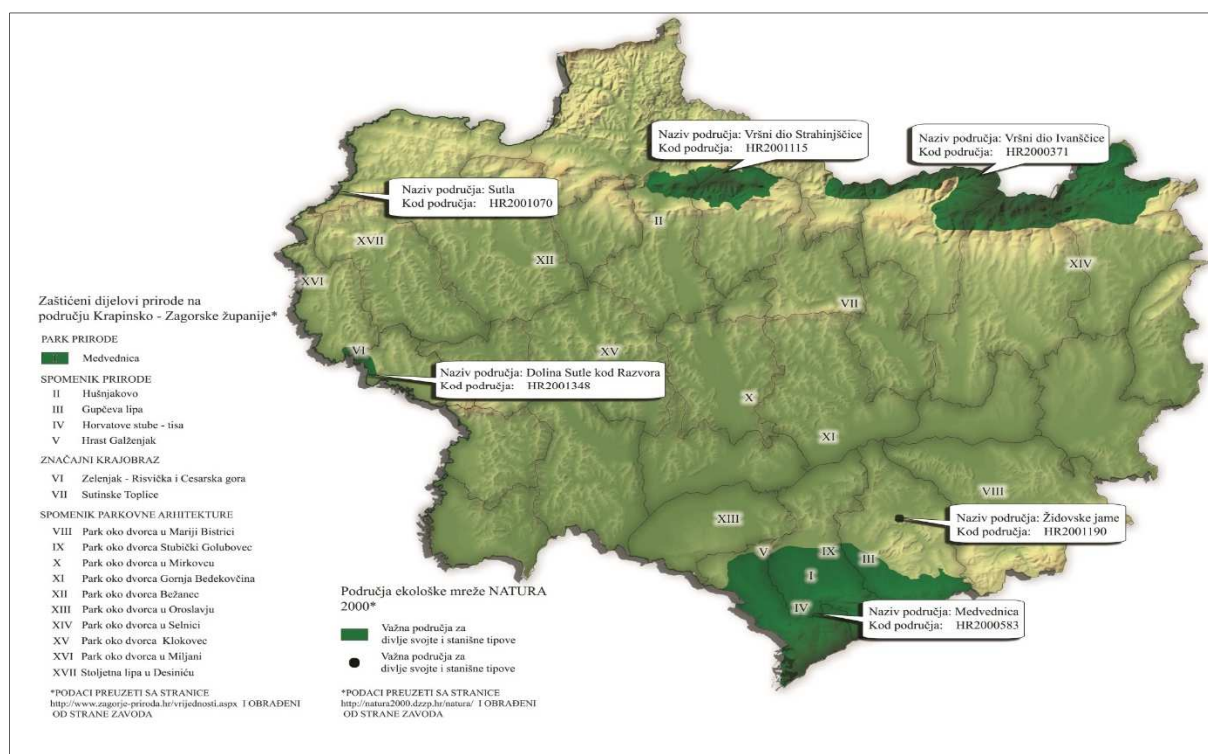 Naziv područja: Vršni dio Strahinjščice
Kod područja: HR2001115
Naziv područja: Vršni dio Ivanščice
Kod područja: HR2000371
Naziv područja: Sutla
Kod područja: HR2001070
II
XVII
XII
XIV
XVI
VII
VI
XV
Naziv područja: Dolina Sutle kod Razvora
Kod područja: HR2001348
X
XI
VIII
XIII
Naziv područja: Židovske jame
Kod područja: HR2001190
V
IX
III
I
IV
Naziv područja: Medvednica
Kod područja: HR2000583
Zaštićeni dijelovi prirode na
području Krapinsko - Zagorske županije*
PARK PRIRODE
I Medvednica
SPOMENIK PRIRODE
II Hušnjakovo
III Gupčeva lipa
IV Horvatove stube - tisa
V Hrast Galženjak
ZNAČAJNI KRAJOBRAZ
VI Zelenjak - Risvička i Cesarska gora
VII Sutinske Toplice
SPOMENIK PARKOVNE ARHITEKTURE
VIII Park oko dvorca u Mariji Bistrici
IX Park oko dvorca Stubički Golubovec
X Park oko dvorca u Mirkovcu
XI Park oko dvorca Gornja Bedekovčina
XII Park oko dvorca Bežanec
XIII Park oko dvorca u Oroslavju
XIV Park oko dvorca u Selnici
XV Park oko dvorca Klokovec
XVI Park oko dvorca u Miljani
XVII Stoljetna lipa u Desiniću
*PODACI PREUZETI SA STRANICE
http://www.zagorje-priroda.hr/vrijednosti.aspx I OBRAĐENI
OD STRANE ZAVODA
Područja ekološke mreže NATURA
2000*
Važna područja za
divlje svojte i stanišne tipove
Važna područja za
divlje svojte i stanišne tipove
*PODACI PREUZETI SA STRANICE
http://natura2000.dzzp.hr/natura/ I OBRAĐENI
OD STRANE ZAVODA